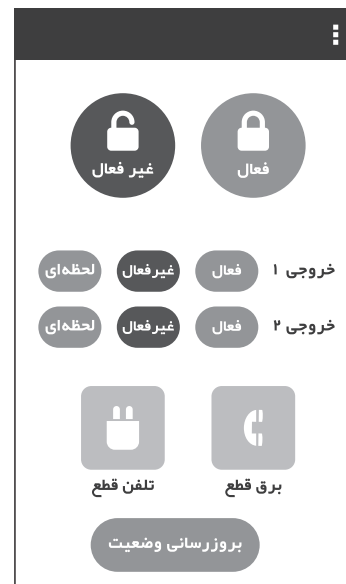 فعال غیر فعال
خروجی ۱ فعال غیرفعال لحظه‌ای
خروجی ۲ فعال غیرفعال لحظه‌ای
برق قطع تلفن قطع
بروزرسانی وضعیت